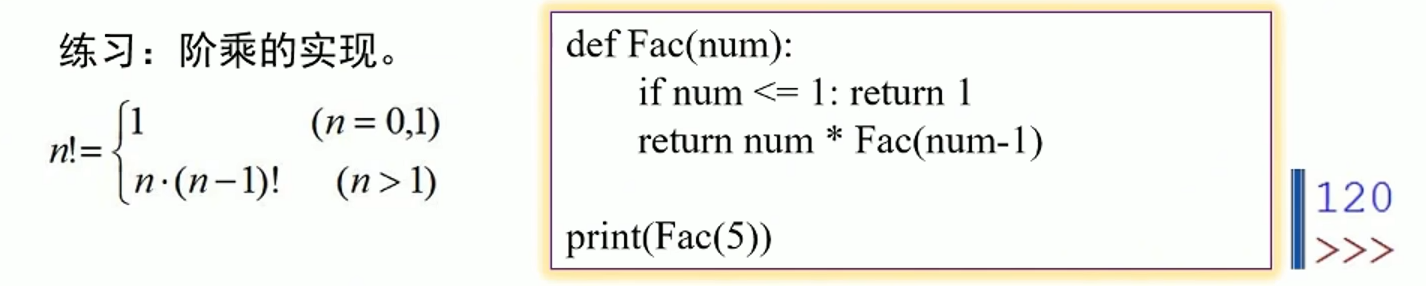 练习：阶乘的实现。
n!= { 1 (n = 0,1)
n·(n−1)! (n > 1)
def Fac(num):
if num <= 1: return 1
return num * Fac(num-1)
print(Fac(5))
120
>>>